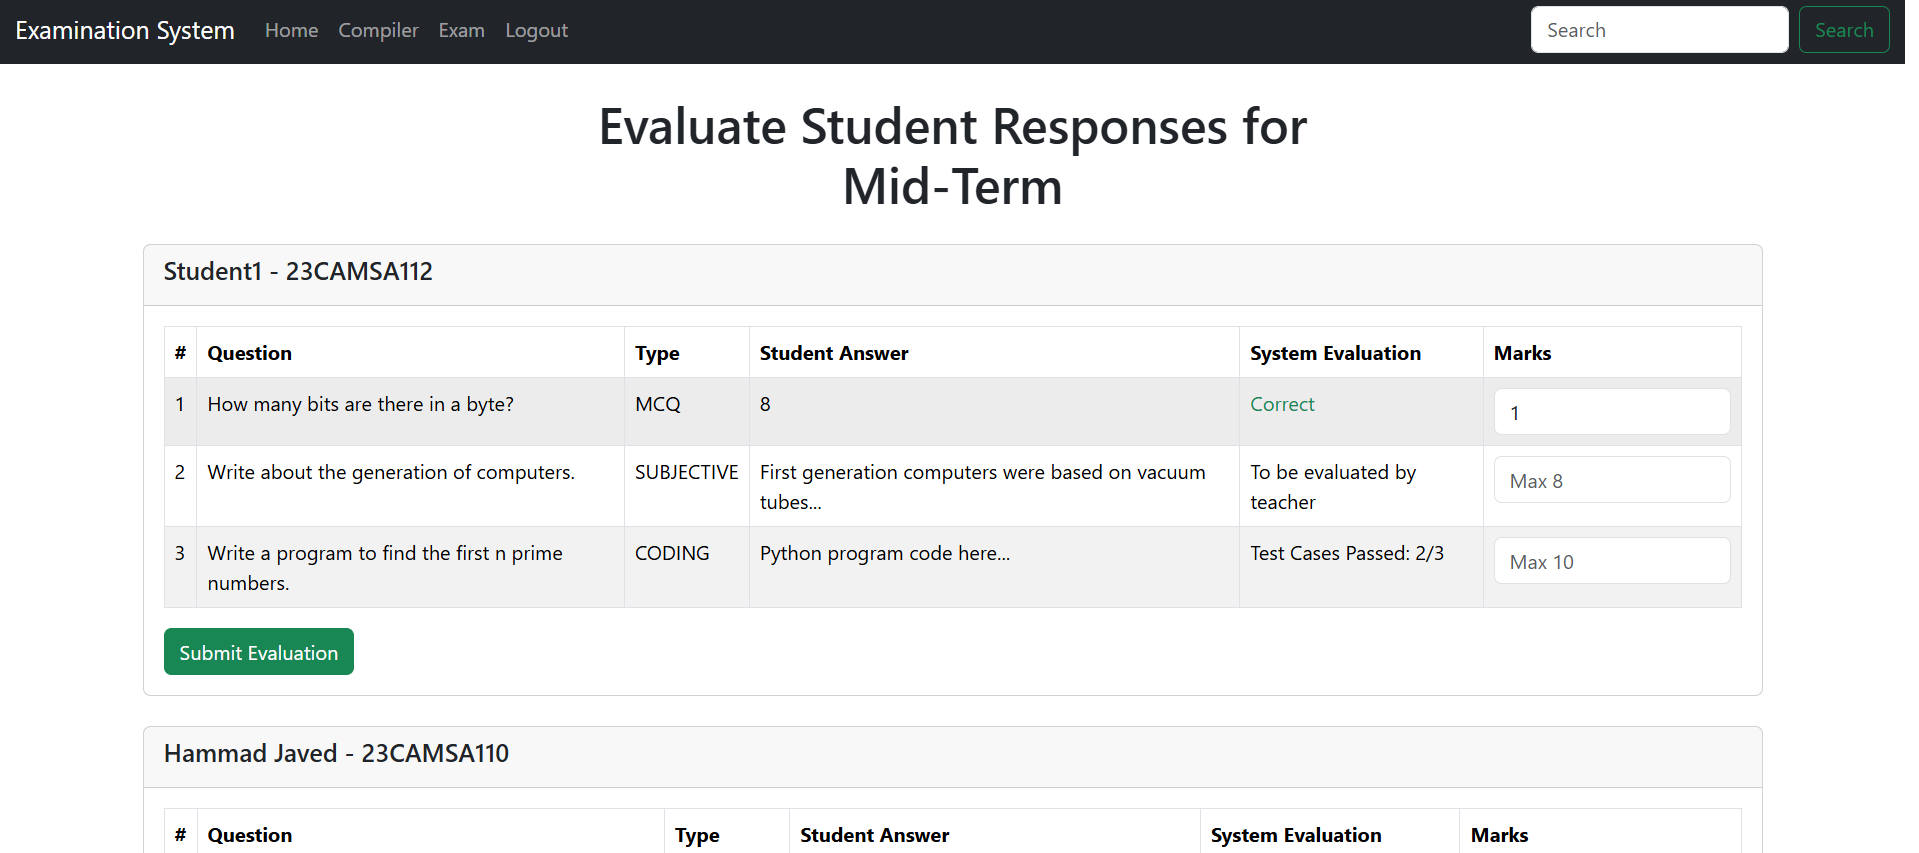 Examination System Home Compiler Exam Logout Search Search
Evaluate Student Responses for
Mid-Term
Student1 - 23CAMSA112
# Question Type Student Answer System Evaluation Marks
1 How many bits are there in a byte? MCQ 8 Correct 1
2 Write about the generation of computers. SUBJECTIVE First generation computers were based on vacuum To be evaluated by Max 8
tubes... teacher
3 Write a program to find the first n prime CODING Python program code here... Test Cases Passed: 2/3 Max 10
numbers.
Submit Evaluation
Hammad Javed - 23CAMSA110
# Question Type Student Answer System Evaluation Marks